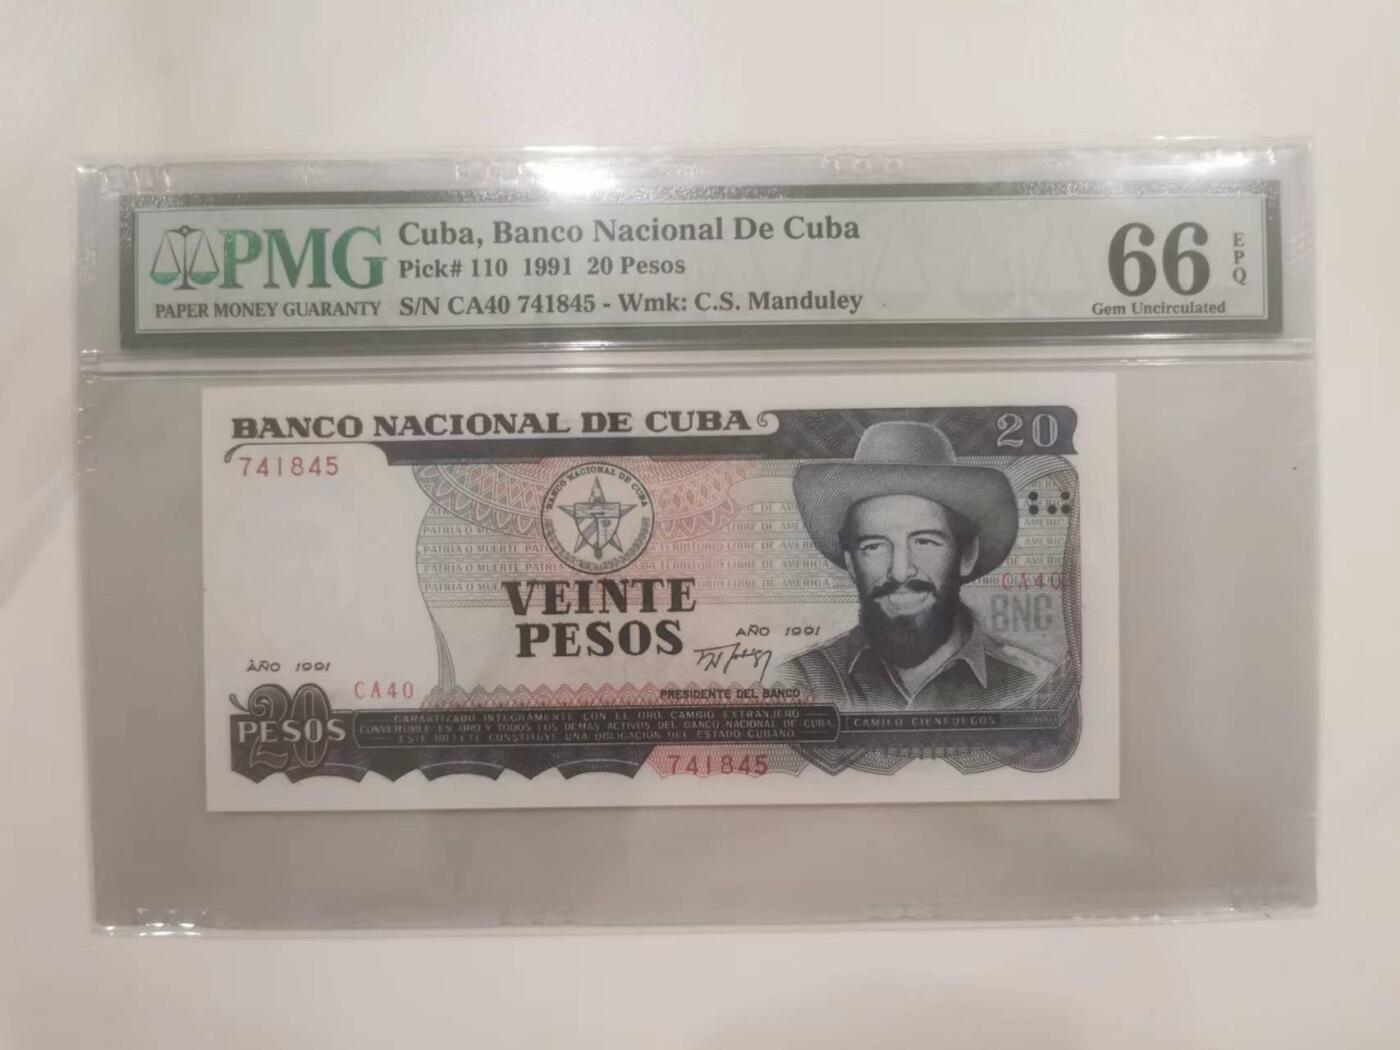 PMG
PAPER MONEY GUARANTY
Cuba, Banco Nacional De Cuba
Pick# 110 1991 20 Pesos
S/N CA40 741845 - Wmk: C.S. Manduley
66
EPQ
Gem Uncirculated
BANCO NACIONAL DE CUBA
20
741845
BANCO NACIONAL DE CUBA
PATRIA O MUERTE
TERRITORIO LIBRE DE AMERICA
CA40
BNC
VEINTE
PESOS
AÑO 1991
AÑO 1991
CA40
PRESIDENTE DEL BANCO
20
PESOS
GARANTIZADO INTEGRAMENTE CON EL ORO, CAMBIO EXTRANJERO
CONVERTIBLE EN ORO Y TODOS LOS DEMAS ACTIVOS DEL BANCO NACIONAL DE CUBA.
ESTE BILLETE CONSTITUYE UNA OBLIGACION DEL ESTADO CUBANO.
CAMILO CIENFUEGOS
741845